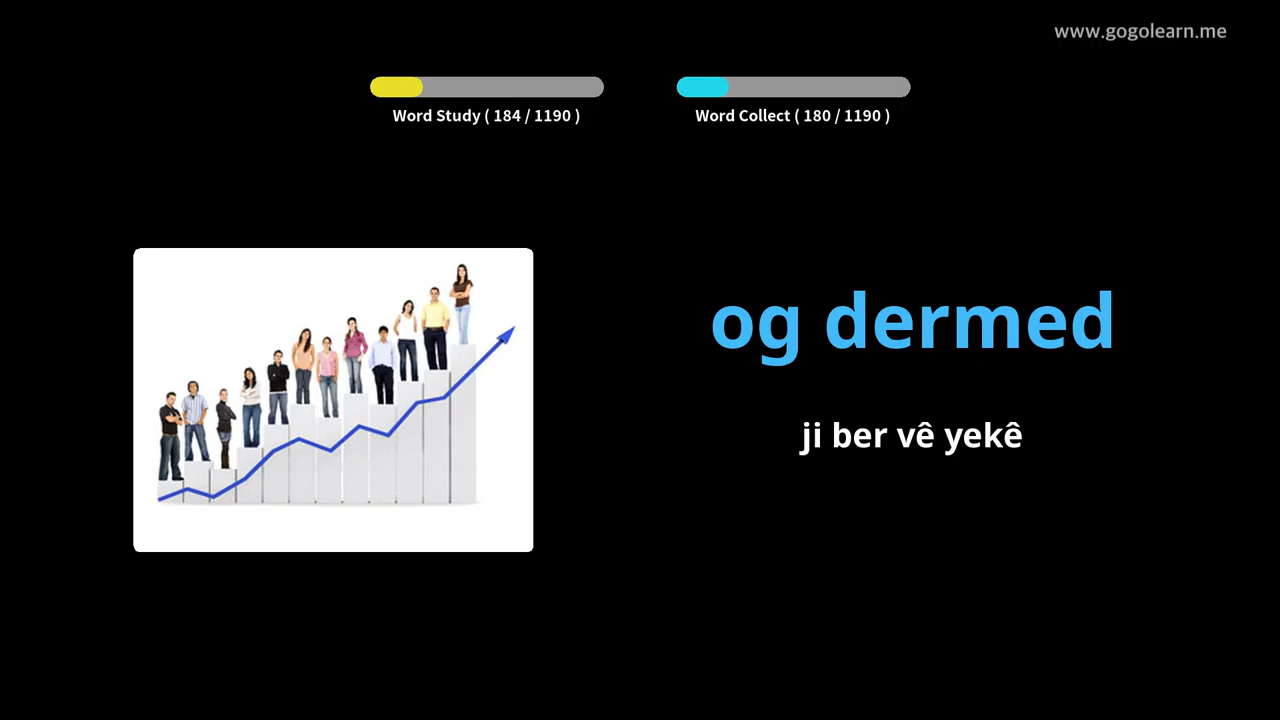 www.gogolearn.me
Word Study ( 184 / 1190 )
Word Collect ( 180 / 1190 )
og dermed
ji ber vê yekê